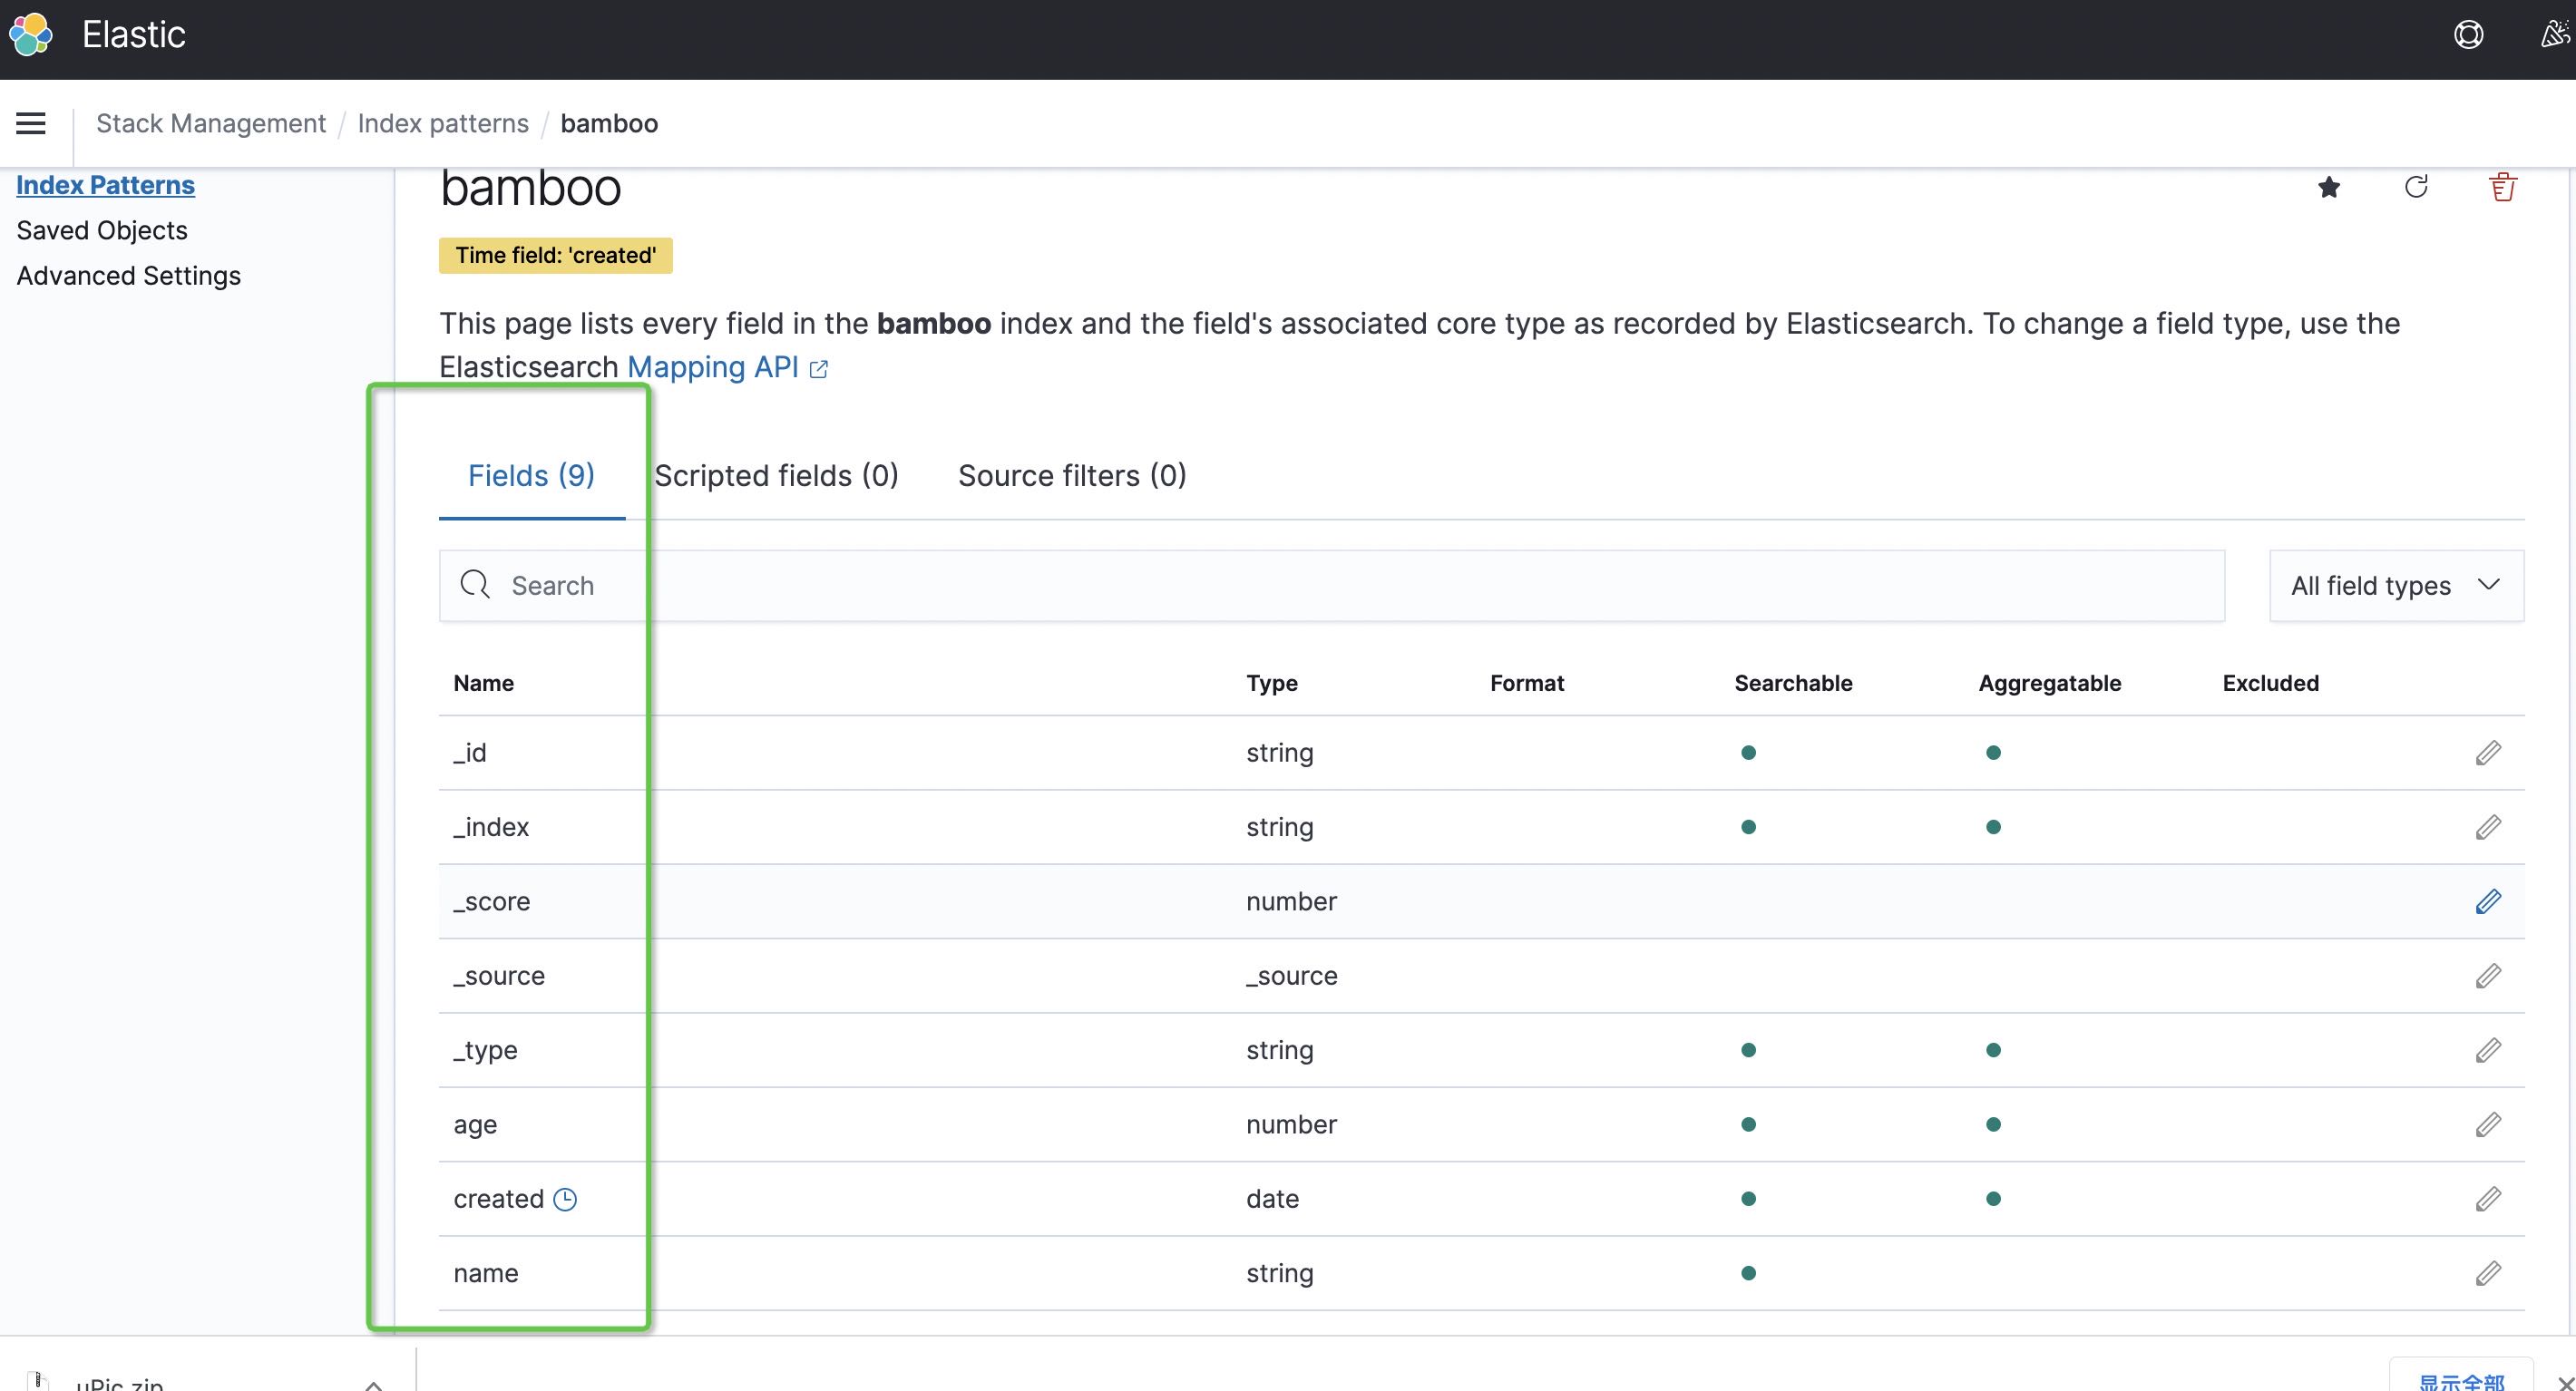 Elastic
Stack Management / Index patterns / bamboo
Index Patterns
Saved Objects
Advanced Settings
bamboo
Time field: 'created'
This page lists every field in the bamboo index and the field's associated core type as recorded by Elasticsearch. To change a field type, use the
Elasticsearch Mapping API
Fields (9) Scripted fields (0) Source filters (0)
Search All field types
Name Type Format Searchable Aggregatable Excluded
_id string
_index string
_score number
_source _source
_type string
age number
created date
name string
uPic.zip
显示全部